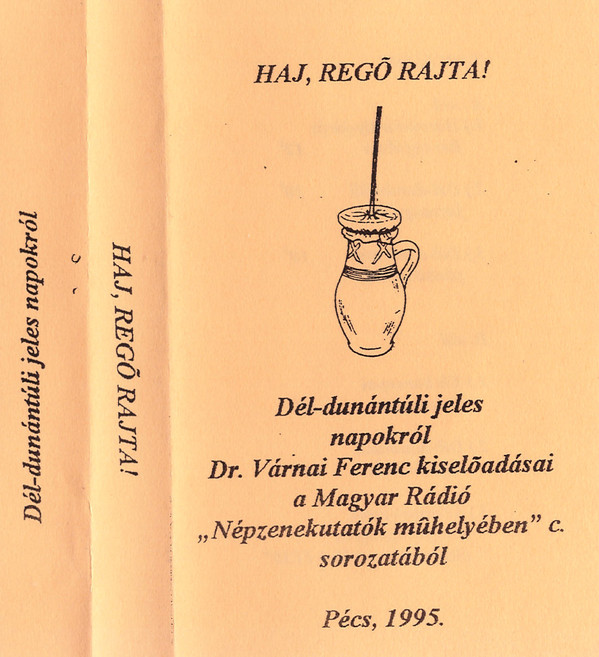 Dél-dunántúli jeles napokról
HAJ, REGÕ RAJTA!
HAJ, REGÕ RAJTA!
Dél-dunántúli jeles
napokról
Dr. Várnai Ferenc kiselõadásai
a Magyar Rádió
„Népzenekutatók mûhelyében” c.
sorozatából
Pécs, 1995.